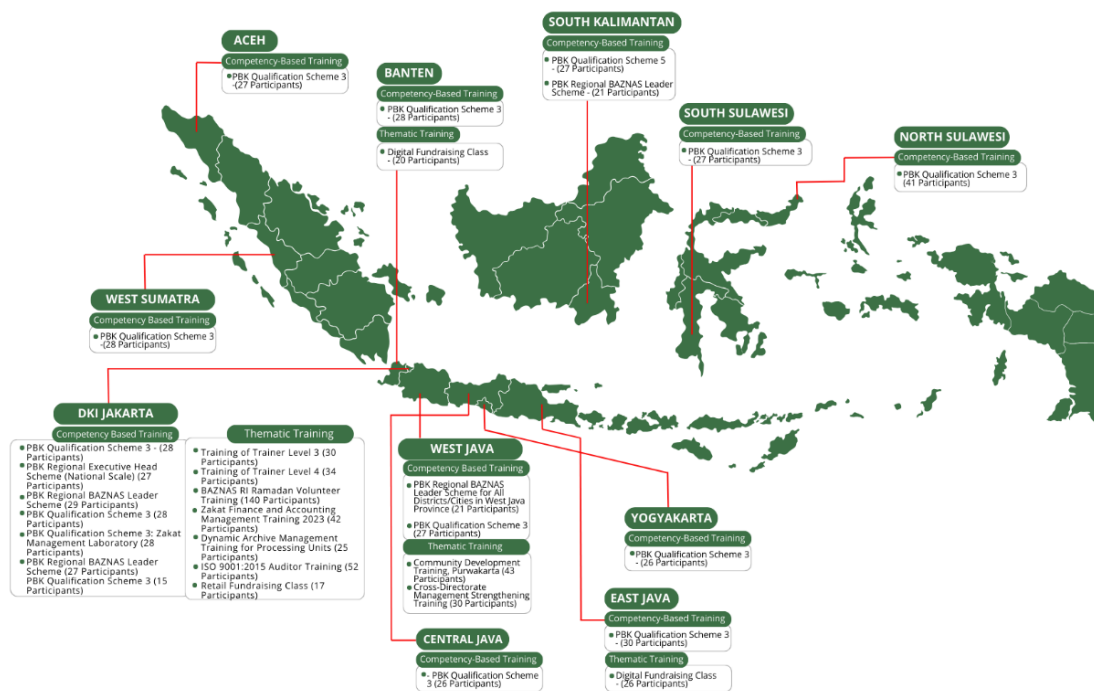 ACEH
Competency-Based Training
PBK Qualification Scheme 3
-(27 Participants)
BANTEN
Competency-Based Training
PBK Qualification Scheme 3
- (28 Participants)
Thematic Training
Digital Fundraising Class
- (20 Participants)
SOUTH KALIMANTAN
Competency-Based Training
PBK Qualification Scheme 5 -
(27 Participants)
PBK Regional BAZNAS Leader
Scheme - (21 Participants)
SOUTH SULAWESI
Competency-Based Training
PBK Qualification Scheme 3
- (27 Participants)
NORTH SULAWESI
Competency-Based Training
PBK Qualification Scheme 3
(41 Participants)
WEST SUMATRA
Competency Based Training
PBK Qualification Scheme 3
-(28 Participants)
DKI JAKARTA
Competency Based Training
PBK Qualification Scheme 3 - (28
Participants)
PBK Regional Executive Head
Scheme (National Scale) (27
Participants)
PBK Regional BAZNAS Leader
Scheme (29 Participants)
PBK Qualification Scheme 3 (28
Participants)
PBK Qualification Scheme 3: Zakat
Management Laboratory (28
Participants)
PBK Regional BAZNAS Leader
Scheme (27 Participants)
PBK Qualification Scheme 3 (15
Participants)
Thematic Training
Training of Trainer Level 3 (30
Participants)
Training of Trainer Level 4 (34
Participants)
BAZNAS RI Ramadan Volunteer
Training (140 Participants)
Zakat Finance and Accounting
Management Training 2023 (42
Participants)
Dynamic Archive Management
Training for Processing Units (25
Participants)
ISO 9001:2015 Auditor Training (52
Participants)
Retail Fundraising Class (17
Participants)
WEST JAVA
Competency Based Training
PBK Regional BAZNAS
Leader Scheme for All
Districts/Cities in West Java
Province (21 Participants)
PBK Qualification Scheme 3
(27 Participants)
Thematic Training
Community Development
Training, Purwakarta (43
Participants)
Cross-Directorate
Management Strengthening
Training (30 Participants)
YOGYAKARTA
Competency-Based Training
PBK Qualification Scheme 3
- (26 Participants)
CENTRAL JAVA
Competency-Based Training
- PBK Qualification Scheme
3 (26 Participants)
EAST JAVA
Competency-Based Training
PBK Qualification Scheme 3
- (30 Participants)
Thematic Training
Digital Fundraising Class
- (26 Participants)